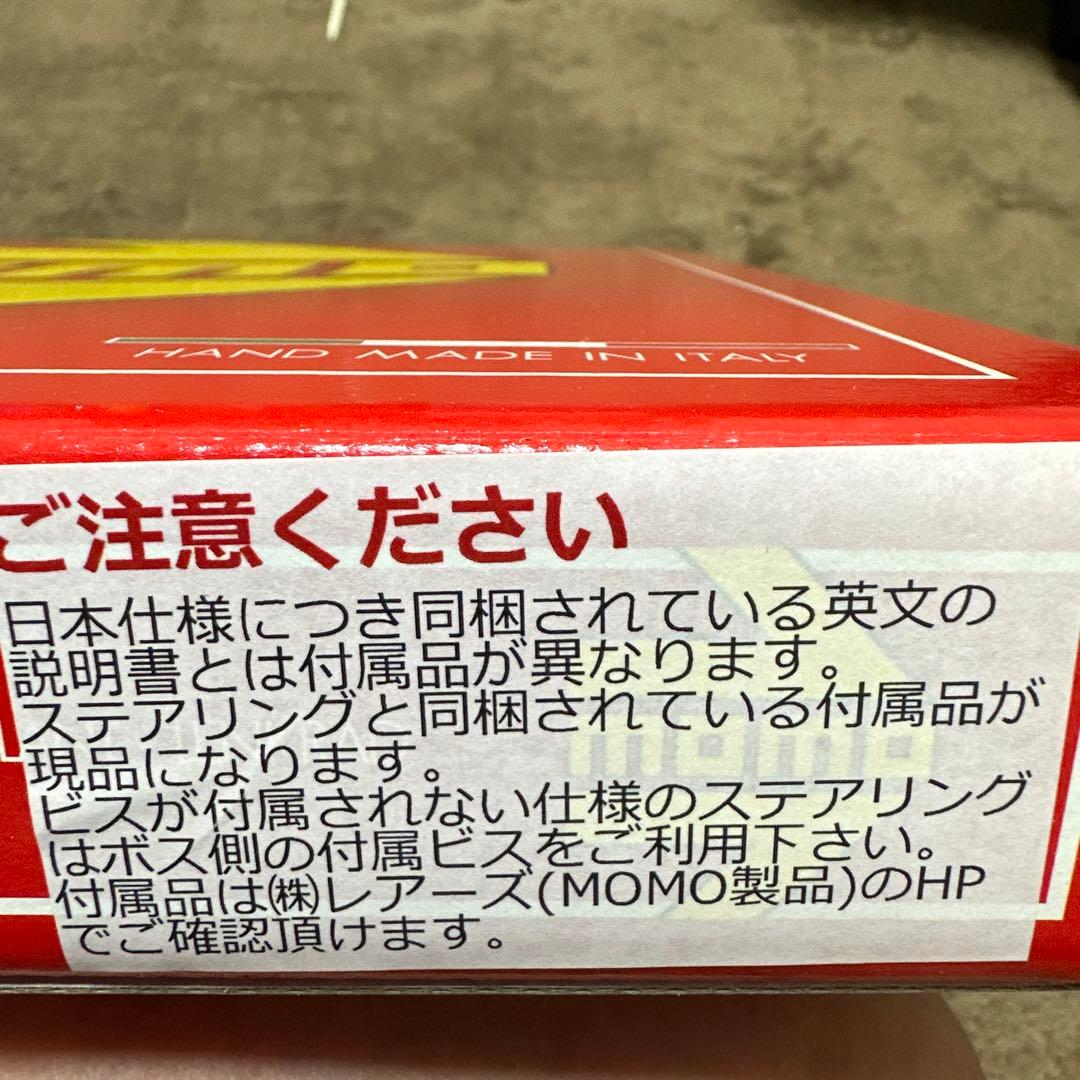 HAND MADE IN ITALY
ご注意ください
日本仕様につき同梱されている英文の
説明書とは付属品が異なります。
ステアリングと同梱されている付属品が
現品になります。
ビスが付属されない仕様のステアリング
はボス側の付属ビスをご利用下さい。
付属品は㈱レアーズ(MOMO製品)のHP
でご確認頂けます。
momo